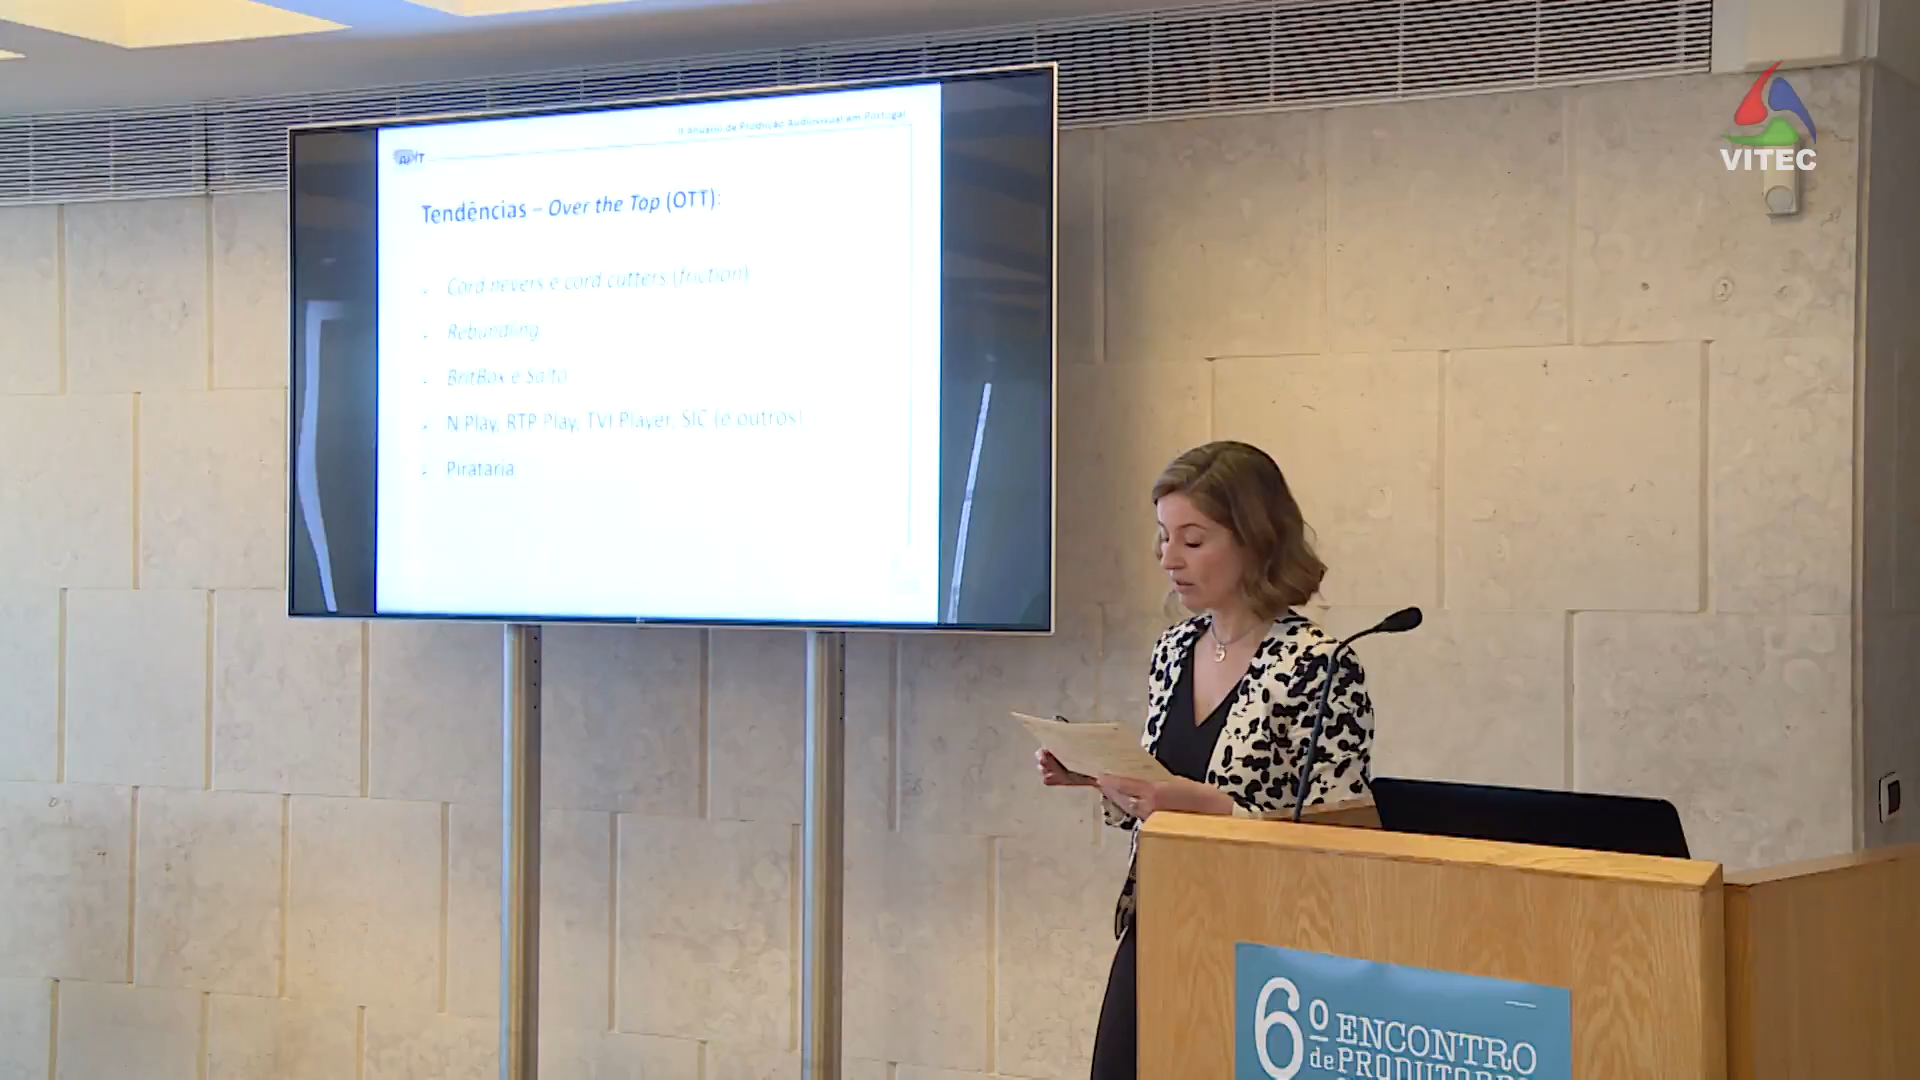 VITEC
II Anuário de Produção Audiovisual em Portugal
Tendências – Over the Top (OTT):
- Cord nevers e cord cutters (friction)
- Rebundling
- BritBox e Salto
- N Play, RTP Play, TVI Player, SIC (e outros)
- Pirataria
6º ENCONTRO
de